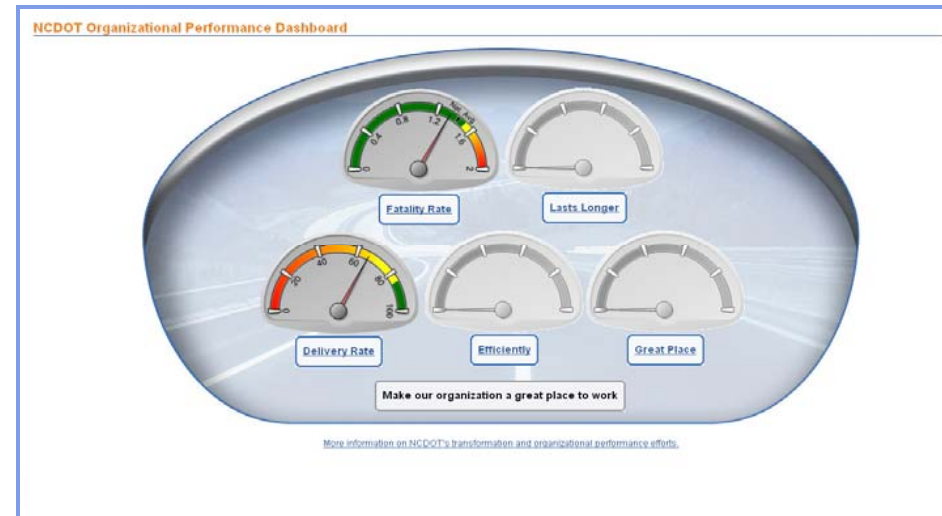 NCDOT Organizational Performance Dashboard
0 0.4 0.8 1.2 1.6 2
Nat. Avg.
Fatality Rate
Lasts Longer
0 20 40 60 80 100
Delivery Rate
Efficiently
Great Place
Make our organization a great place to work
More information on NCDOT's transformation and organizational performance efforts.